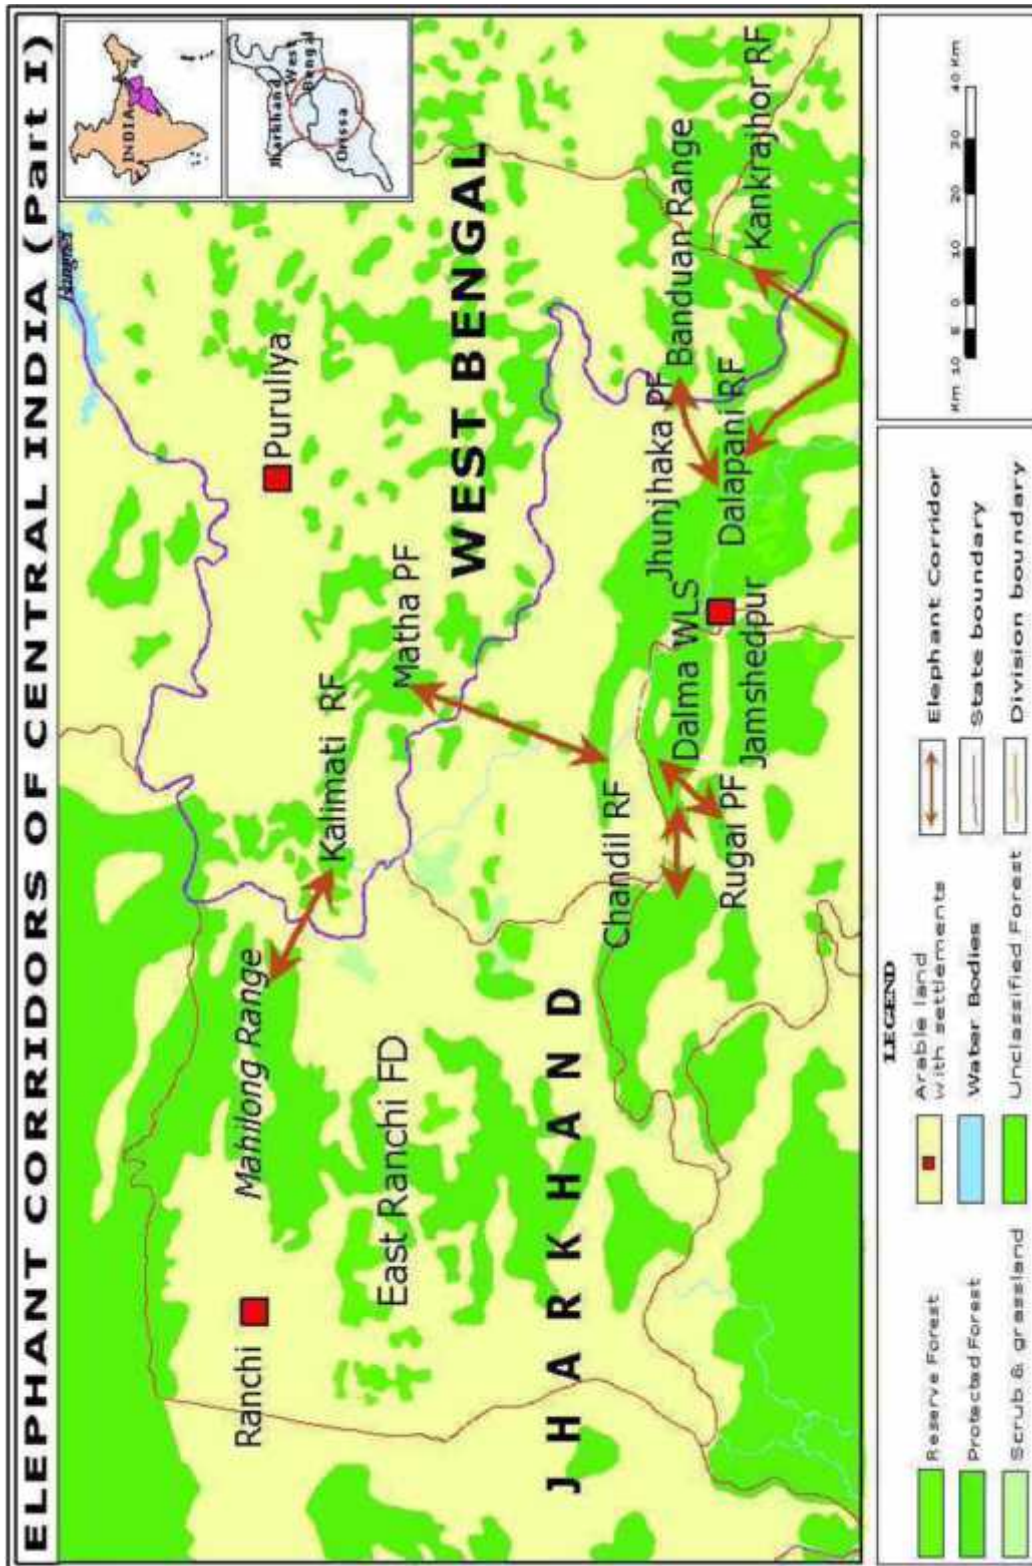 ELEPHANT CORRIDORS OF CENTRAL INDIA (Part I)
INDIA
Jharkhand
West
Bengal
Orissa
Puruliya
Ranchi
Mahilong Range
Kalimati RF
East Ranchi FD
Matha PF
WEST BENGAL
JHARKHAND
Chandil RF
Jhunjhaka PF
Banduan Range
Dalma WLS
Rugai PF
Dalapani RF
Jamshedpur
Kankrajhor RF
LEGEND
Reserve Forest
Protected Forest
Scrub & grassland
Arable land
with settlements
Water Bodies
Unclassified Forest
Elephant Corridor
State boundary
Division boundary
Km 10 5 0 10 20 30 40 Km